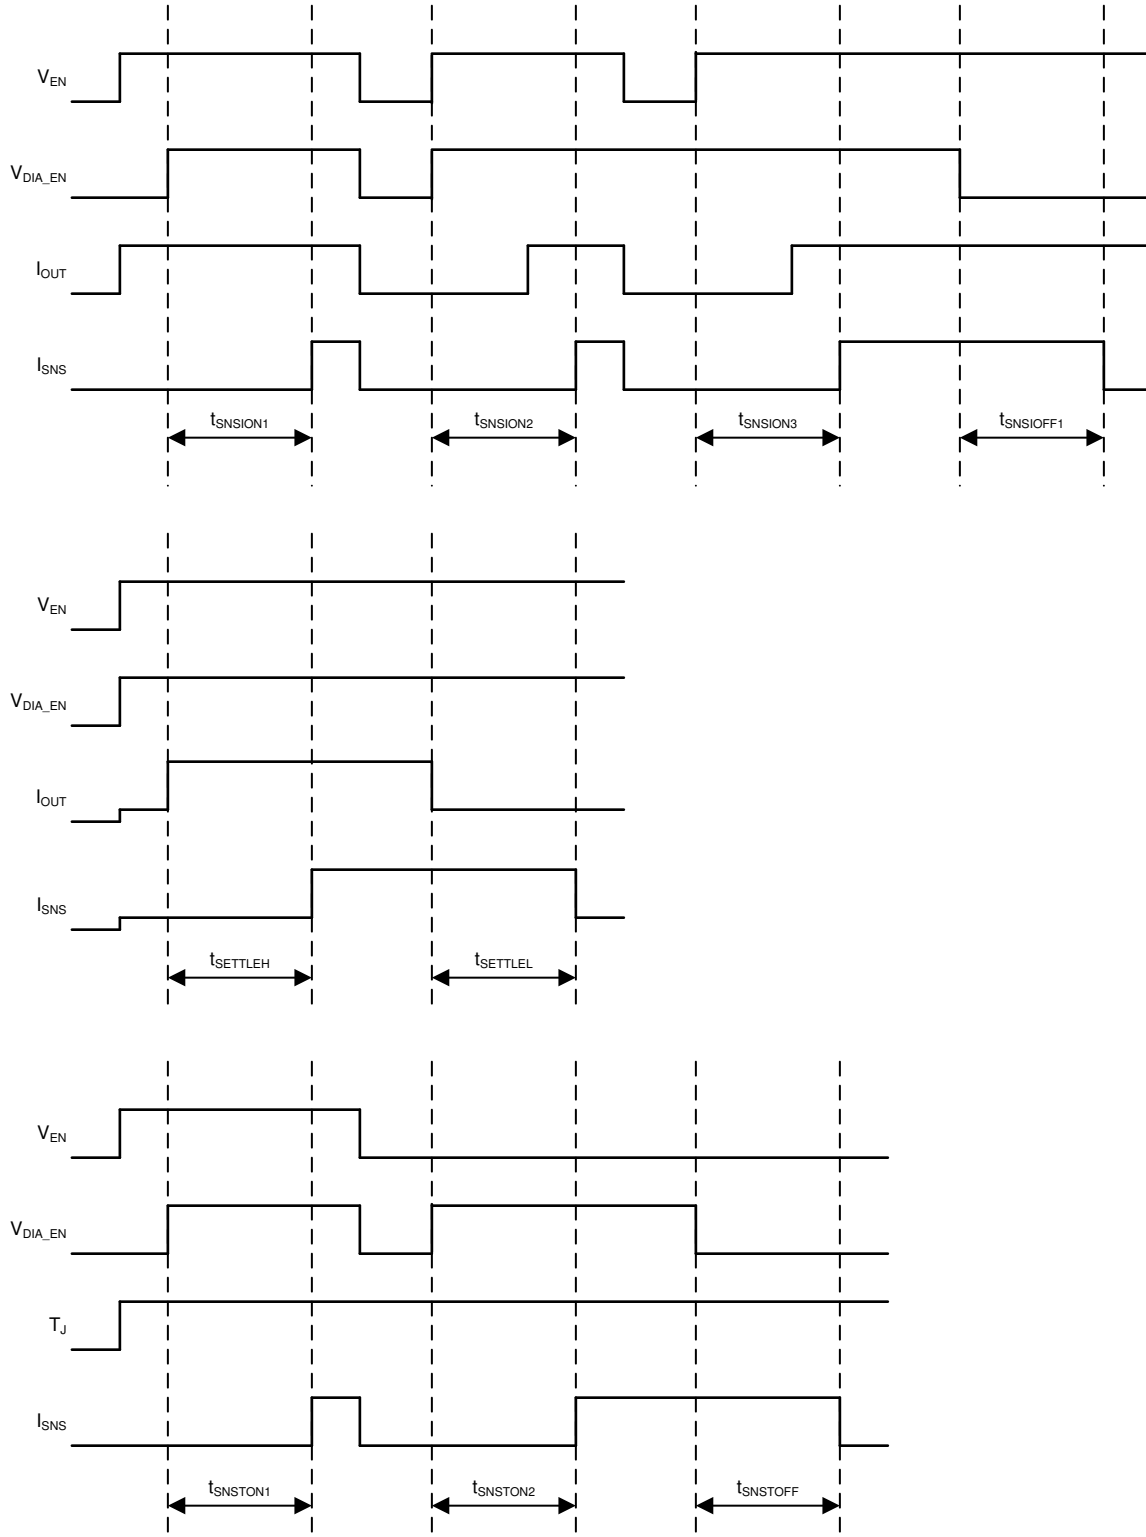 VEN
VDIA_EN
IOUT
ISNS
tSNSION1 tSNSION2 tSNSION3 tSNSIOFF1
VEN
VDIA_EN
IOUT
ISNS
tSETTLEH tSETTLEL
VEN
VDIA_EN
TJ
ISNS
tSNSTON1 tSNSTON2 tSNSTOFF